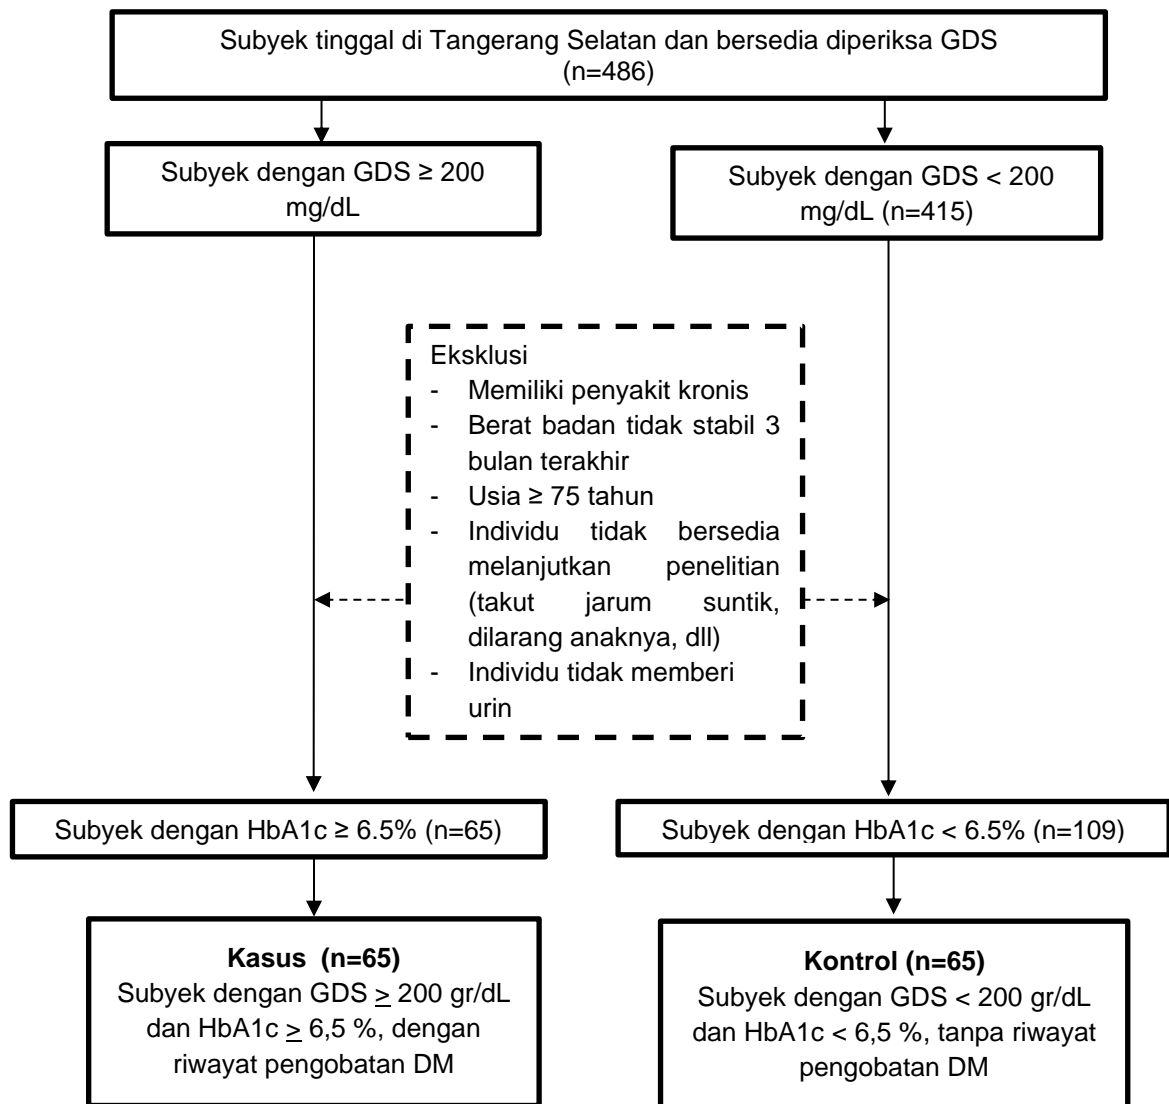 Subyek tinggal di Tangerang Selatan dan bersedia diperiksa GDS
(n=486)
Subyek dengan GDS ≥ 200
mg/dL
Subyek dengan GDS < 200
mg/dL (n=415)
Eksklusi
- Memiliki penyakit kronis
- Berat badan tidak stabil 3
bulan terakhir
- Usia ≥ 75 tahun
- Individu tidak bersedia
melanjutkan penelitian
(takut jarum suntik,
dilarang anaknya, dll)
- Individu tidak memberi
urin
Subyek dengan HbA1c ≥ 6.5% (n=65)
Subyek dengan HbA1c < 6.5% (n=109)
Kasus (n=65)
Subyek dengan GDS ≥ 200 gr/dL
dan HbA1c ≥ 6,5 %, dengan
riwayat pengobatan DM
Kontrol (n=65)
Subyek dengan GDS < 200 gr/dL
dan HbA1c < 6,5 %, tanpa riwayat
pengobatan DM